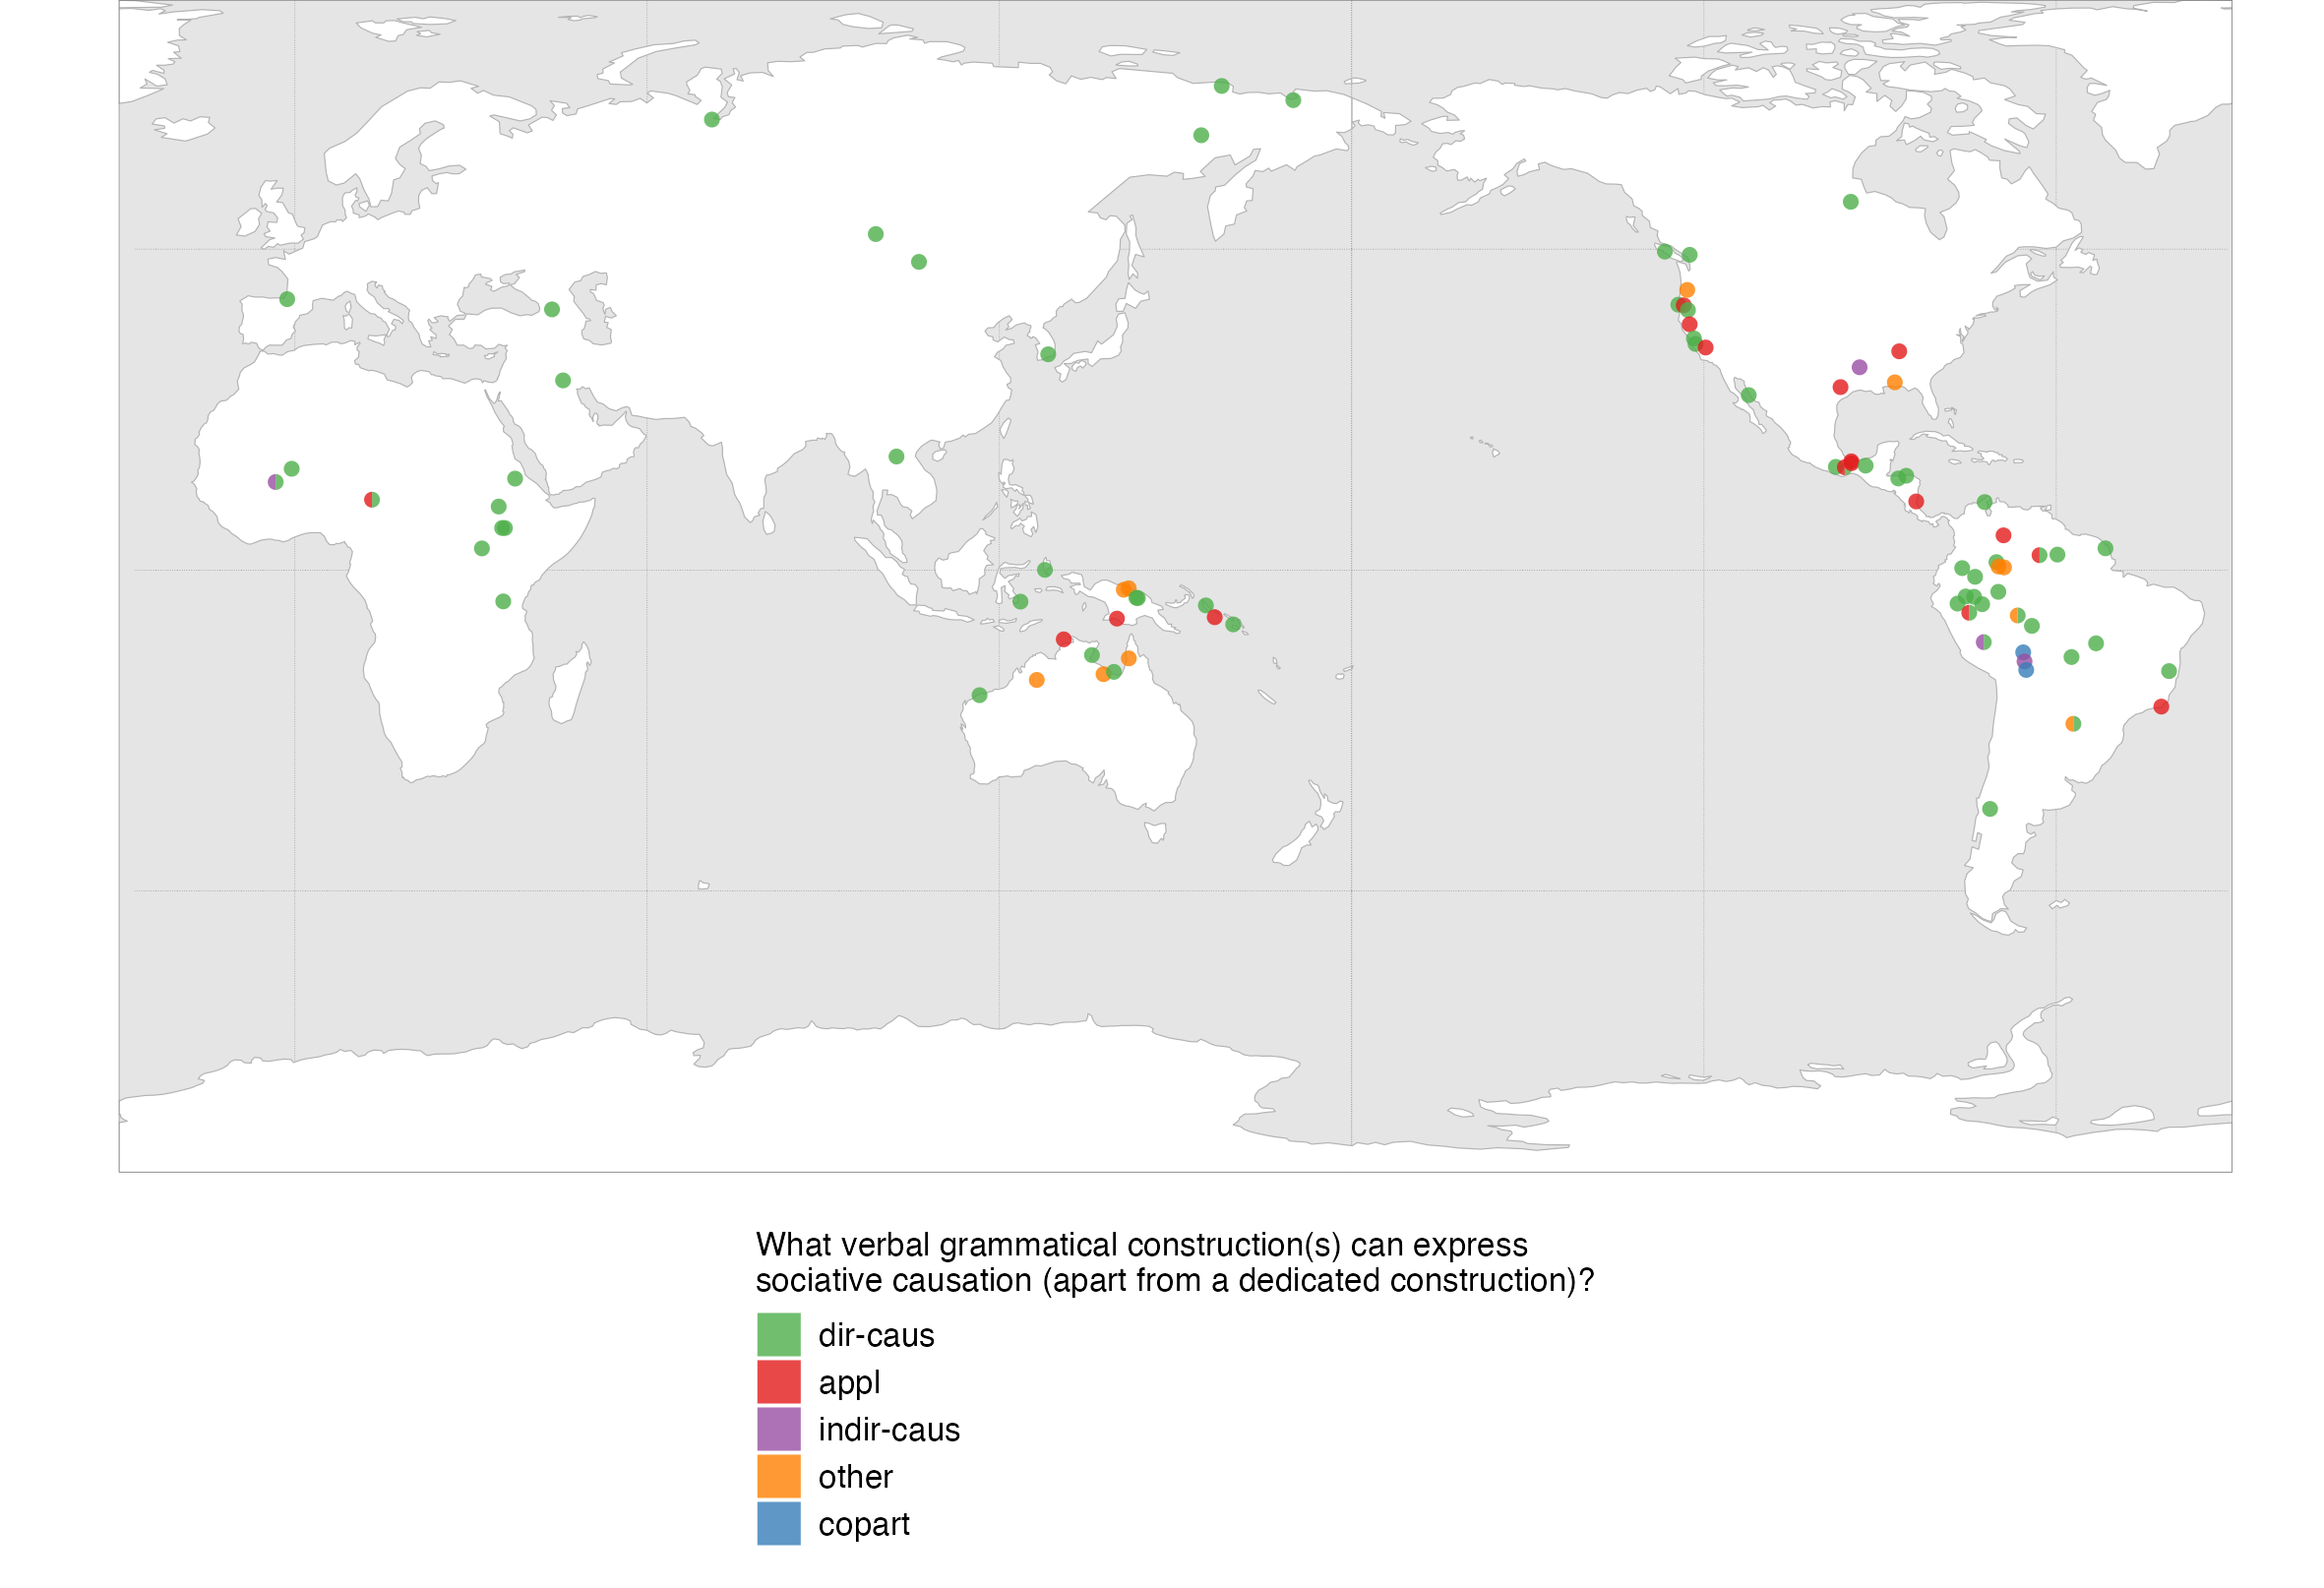 What verbal grammatical construction(s) can express
sociative causation (apart from a dedicated construction)?
dir-caus
appl
indir-caus
other
copart